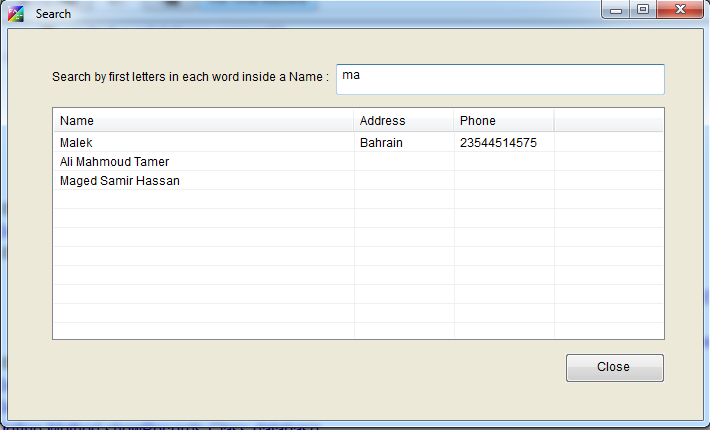 Search
Search by first letters in each word inside a Name : ma
Name Address Phone
Malek Bahrain 23544514575
Ali Mahmoud Tamer
Maged Samir Hassan
Close